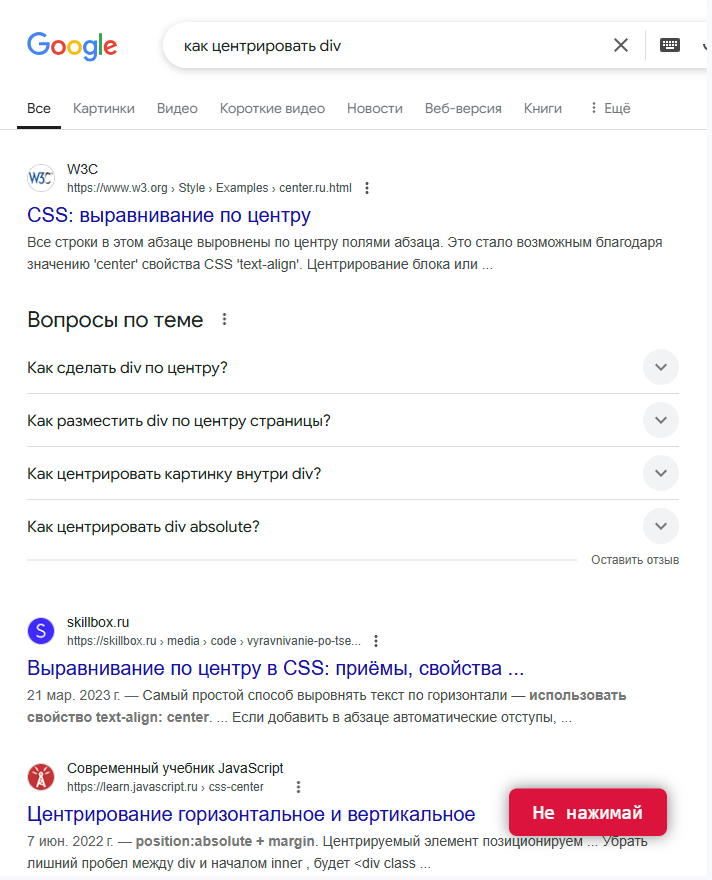 Google
как центрировать div
Все Картинки Видео Короткие видео Новости Веб-версия Книги Ещё
W3C
W3C
https://www.w3.org › Style › Examples › center.ru.html
CSS: выравнивание по центру
Все строки в этом абзаце выровнены по центру полями абзаца. Это стало возможным благодаря
значению 'center' свойства CSS 'text-align'. Центрирование блока или ...
Вопросы по теме
Как сделать div по центру?
Как разместить div по центру страницы?
Как центрировать картинку внутри div?
Как центрировать div absolute?
Оставить отзыв
S
skillbox.ru
https://skillbox.ru › media › code › vyravnivanie-po-tse...
Выравнивание по центру в CSS: приёмы, свойства ...
21 мар. 2023 г. — Самый простой способ выровнять текст по горизонтали — использовать
свойство text-align: center. ... Если добавить в абзаце автоматические отступы, ...
Современный учебник JavaScript
https://learn.javascript.ru › css-center
Центрирование горизонтальное и вертикальное
7 июн. 2022 г. — position:absolute + margin. Центрируемый элемент позиционируем ... Убрать
лишний пробел между div и началом inner , будет <div class ...
Не нажимай